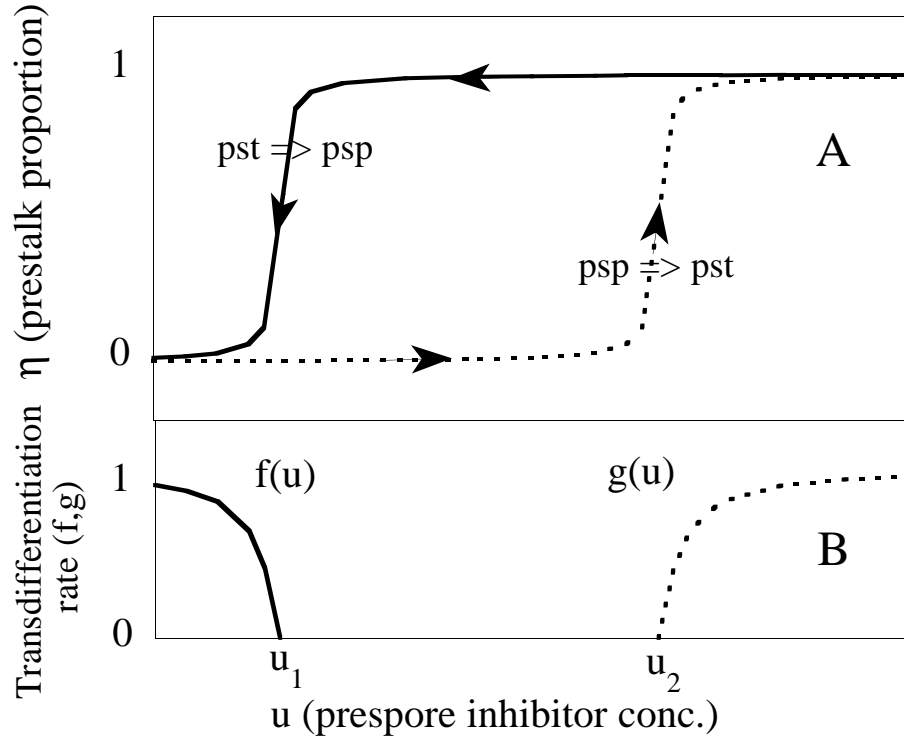 η (prestalk proportion)
1
0
pst => psp
psp => pst
A
Transdifferentiation
rate (f,g)
1
0
f(u)
g(u)
B
u₁
u₂
u (prespore inhibitor conc.)